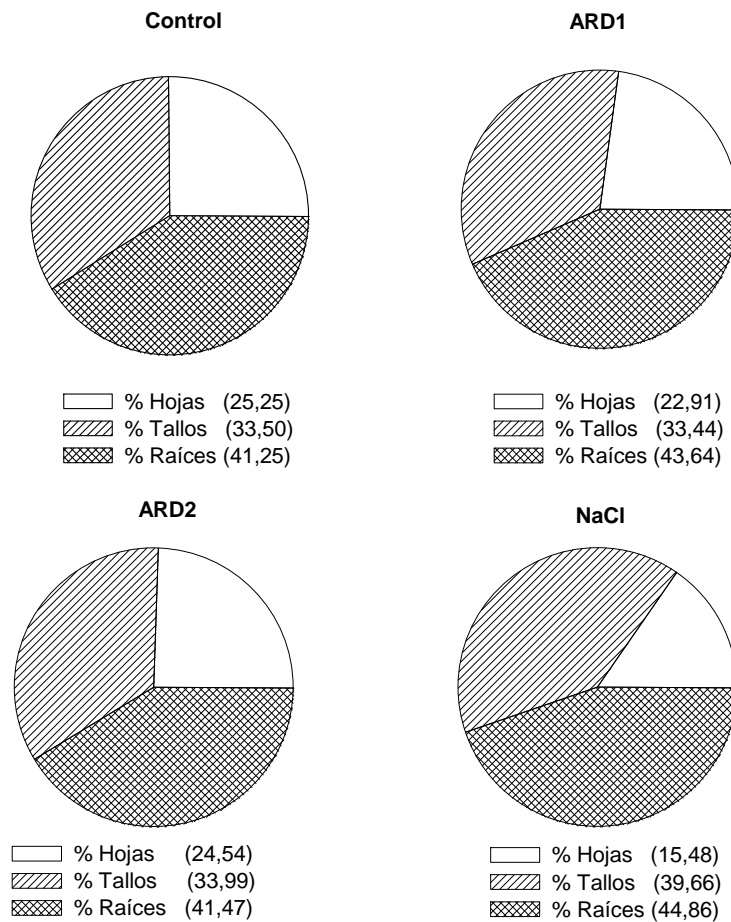 Control
% Hojas (25,25)
% Tallos (33,50)
% Raíces (41,25)
ARD1
% Hojas (22,91)
% Tallos (33,44)
% Raíces (43,64)
ARD2
% Hojas (24,54)
% Tallos (33,99)
% Raíces (41,47)
NaCl
% Hojas (15,48)
% Tallos (39,66)
% Raíces (44,86)